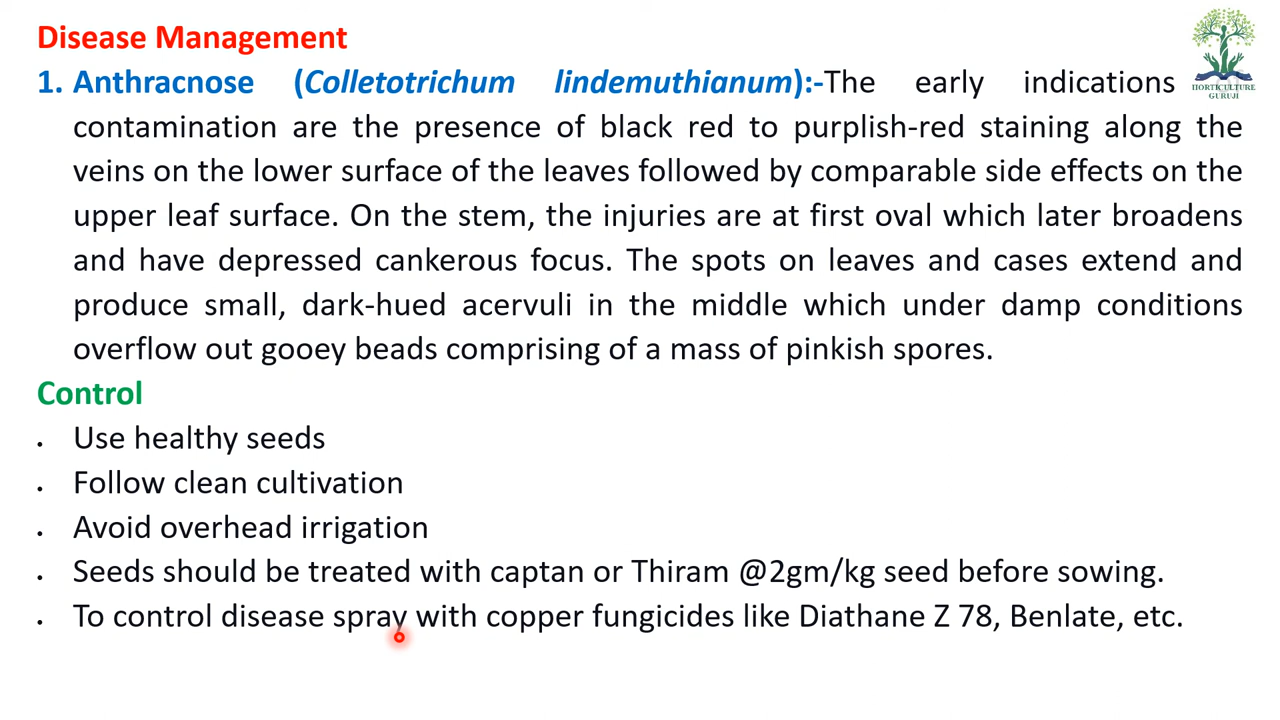 Disease Management
1. Anthracnose (Colletotrichum lindemuthianum):-The early indications
contamination are the presence of black red to purplish-red staining along the
veins on the lower surface of the leaves followed by comparable side effects on the
upper leaf surface. On the stem, the injuries are at first oval which later broadens
and have depressed cankerous focus. The spots on leaves and cases extend and
produce small, dark-hued acervuli in the middle which under damp conditions
overflow out gooey beads comprising of a mass of pinkish spores.
Control
• Use healthy seeds
• Follow clean cultivation
• Avoid overhead irrigation
• Seeds should be treated with captan or Thiram @2gm/kg seed before sowing.
• To control disease spray with copper fungicides like Diathane Z 78, Benlate, etc.
HORTICULTURE
GURUJI